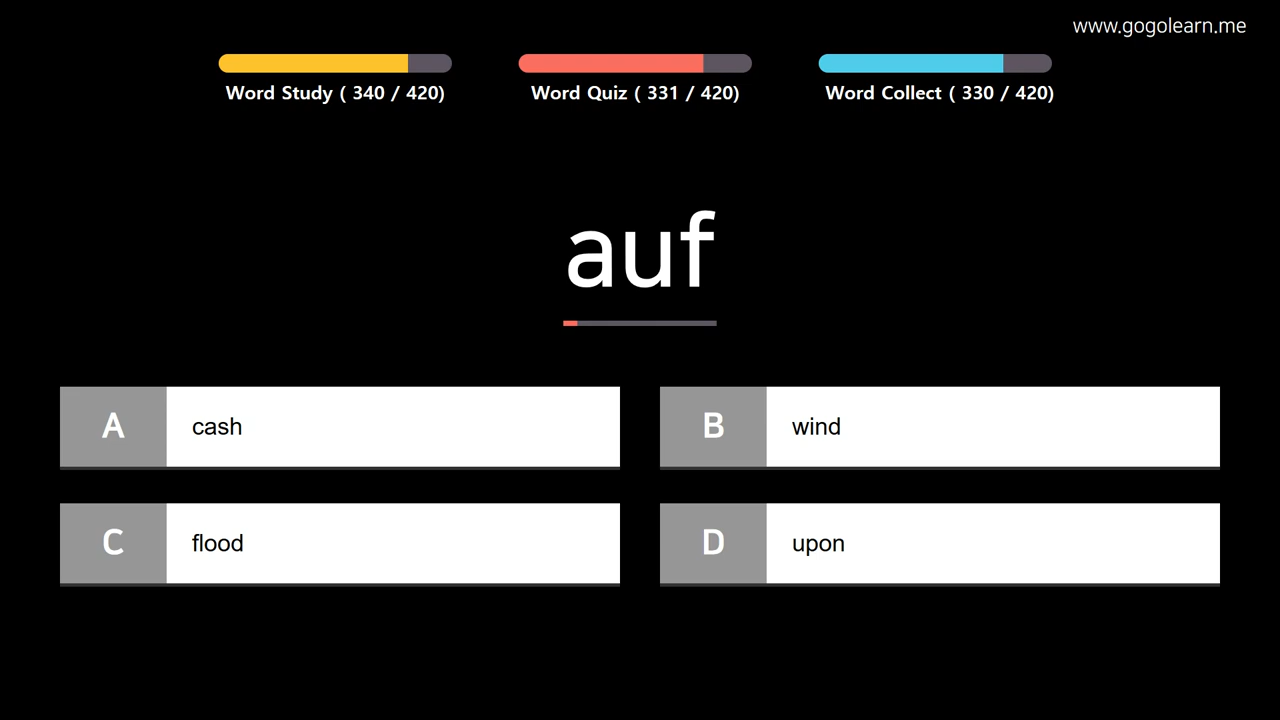 www.gogolearn.me
Word Study ( 340 / 420)
Word Quiz ( 331 / 420)
Word Collect ( 330 / 420)
auf
A cash
B wind
C flood
D upon